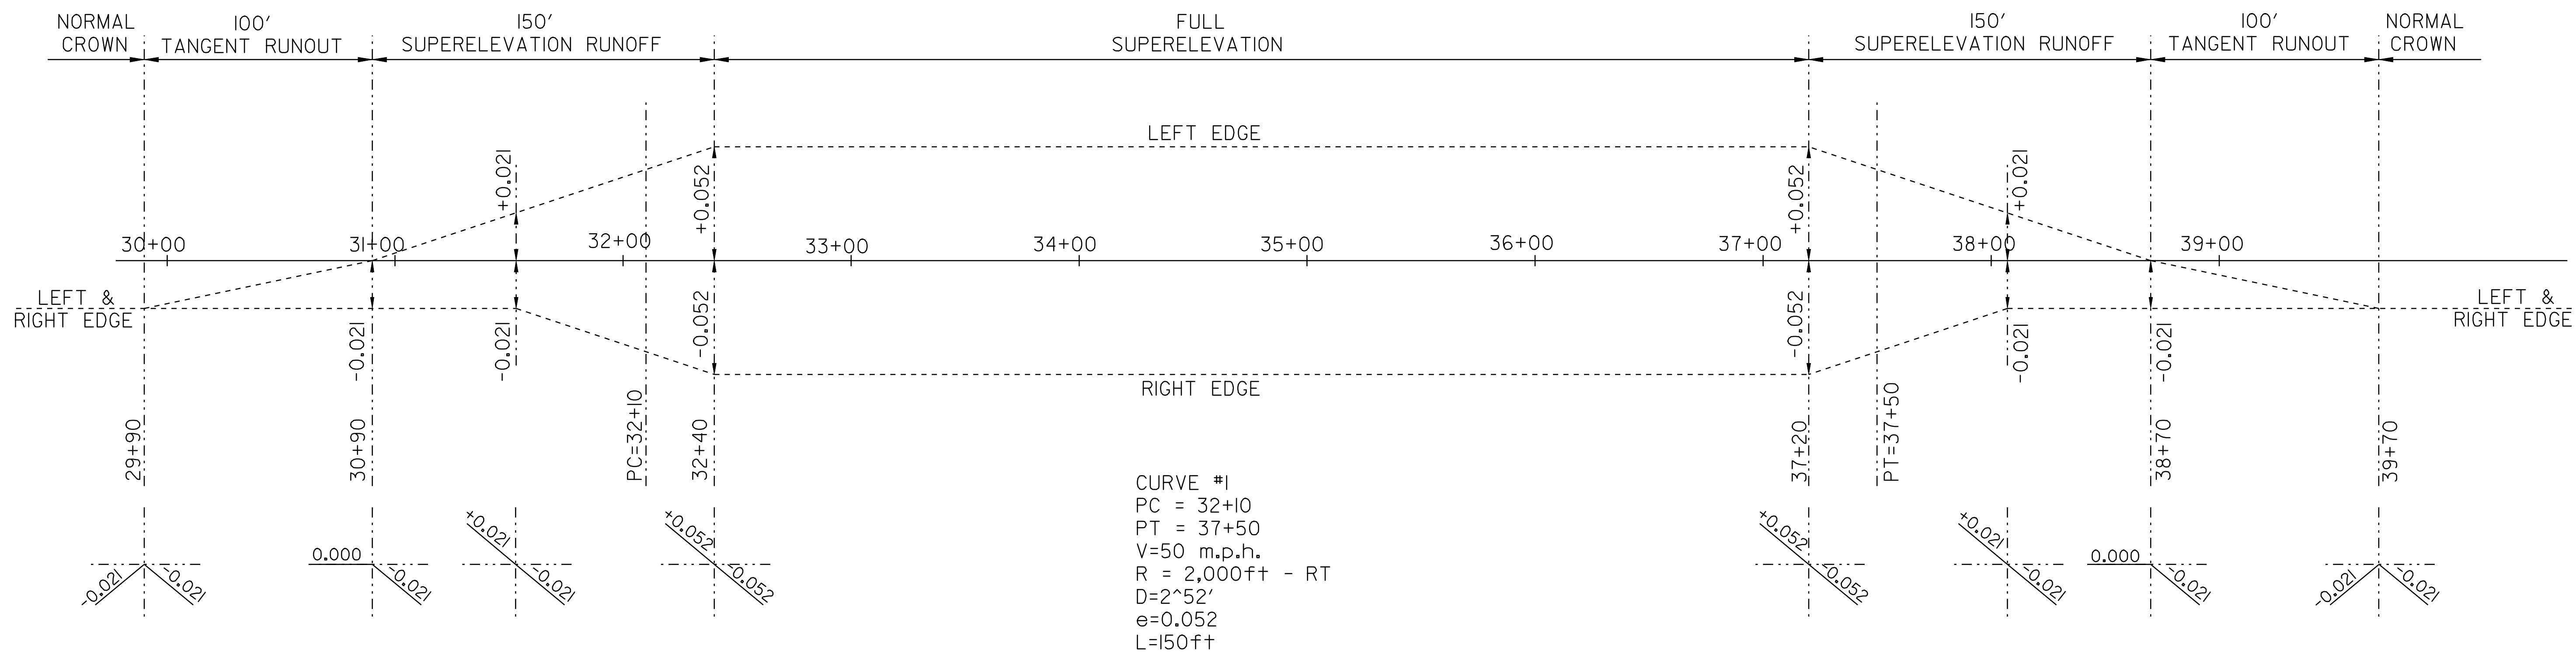 NORMAL
CROWN
100'
TANGENT RUNOUT
150'
SUPERELEVATION RUNOFF
FULL
SUPERELEVATION
150'
SUPERELEVATION RUNOFF
100'
TANGENT RUNOUT
NORMAL
CROWN
LEFT EDGE
+0.021
+0.052
+0.052
+0.021
30+00
31+00
32+00
33+00
34+00
35+00
36+00
37+00
38+00
39+00
LEFT &
RIGHT EDGE
-0.021
-0.021
-0.052
-0.052
-0.021
-0.021
LEFT &
RIGHT EDGE
RIGHT EDGE
29+90
30+90
PC=32+10
32+40
37+20
PT=37+50
38+70
39+70
CURVE #1
PC = 32+10
PT = 37+50
V=50 m.p.h.
R = 2,000ft - RT
D=2^52'
e=0.052
L=150ft
-0.021
-0.021
0.000
-0.021
+0.021
-0.021
+0.052
-0.052
+0.052
-0.052
+0.021
-0.021
0.000
-0.021
-0.021
-0.021